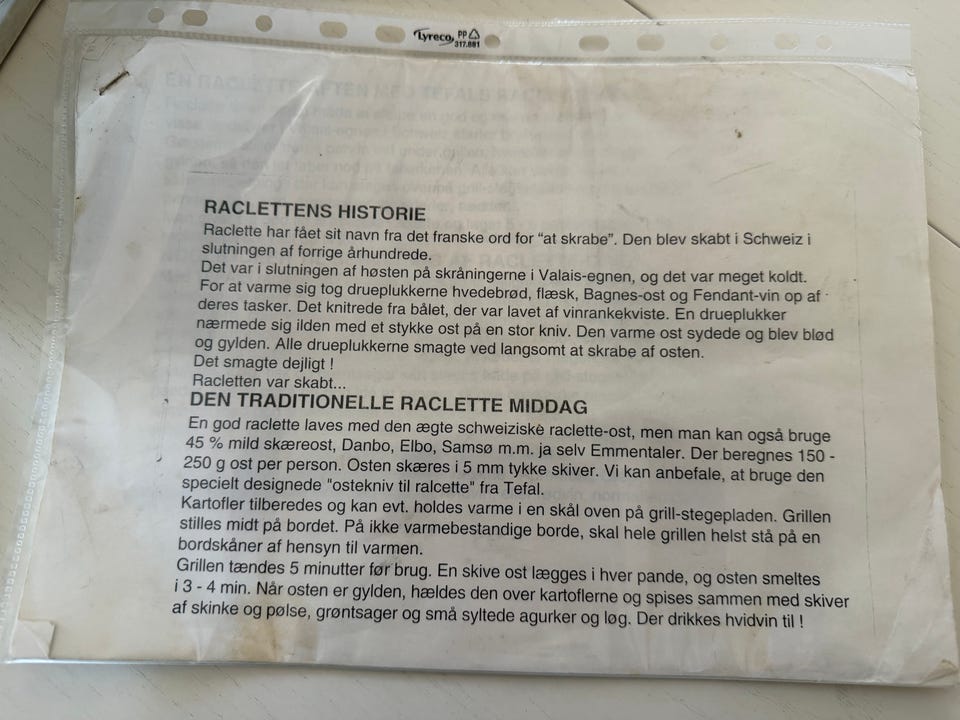 Lyreco PP
317.881
EN RACLETTE AFTEN MED TEFALS
RACLETTENS HISTORIE
Raclette har fået sit navn fra det franske ord for “at skrabe”. Den blev skabt i Schweiz i
slutningen af forrige århundrede.
Det var i slutningen af høsten på skråningerne i Valais-egnen, og det var meget koldt.
For at varme sig tog drueplukkerne hvedebrød, flæsk, Bagnes-ost og Fendant-vin op af
deres tasker. Det knitrede fra bålet, der var lavet af vinrankekviste. En drueplukker
nærmede sig ilden med et stykke ost på en stor kniv. Den varme ost sydede og blev blød
og gylden. Alle drueplukkerne smagte ved langsomt at skrabe af osten.
Det smagte dejligt !
Racletten var skabt...
DEN TRADITIONELLE RACLETTE MIDDAG
En god raclette laves med den ægte schweiziskè raclette-ost, men man kan også bruge
45 % mild skæreost, Danbo, Elbo, Samsø m.m. ja selv Emmentaler. Der beregnes 150 -
250 g ost per person. Osten skæres i 5 mm tykke skiver. Vi kan anbefale, at bruge den
specielt designede "ostekniv til ralcette" fra Tefal.
Kartofler tilberedes og kan evt. holdes varme i en skål oven på grill-stegepladen. Grillen
stilles midt på bordet. På ikke varmebestandige borde, skal hele grillen helst stå på en
bordskåner af hensyn til varmen.
Grillen tændes 5 minutter før brug. En skive ost lægges i hver pande, og osten smeltes
i 3 - 4 min. Når osten er gylden, hældes den over kartoflerne og spises sammen med skiver
af skinke og pølse, grøntsager og små syltede agurker og løg. Der drikkes hvidvin til !